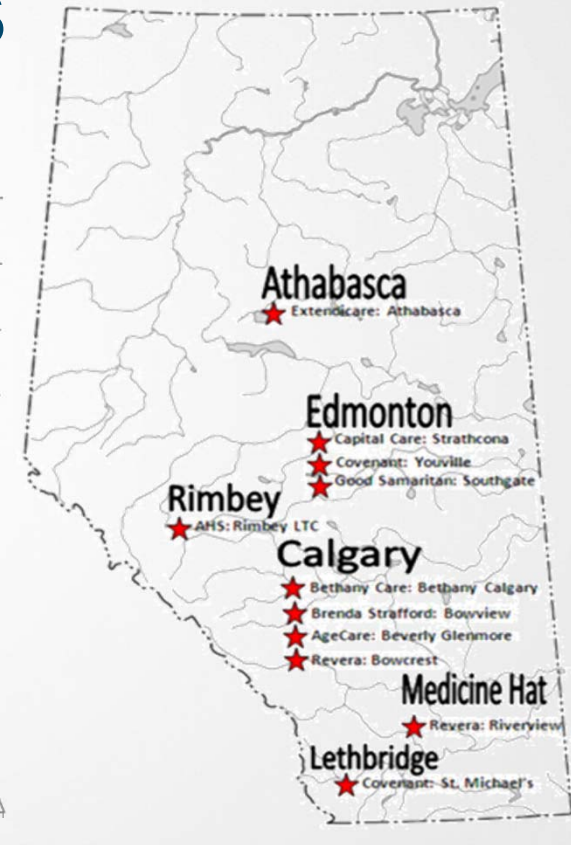 Athabasca
Extendicare: Athabasca
Edmonton
Capital Care: Strathcona
Covenant: Youville
Good Samaritan: Southgate
Rimbey
AHS: Rimbey LTC
Calgary
Bethany Care: Bethany Calgary
Brenda Strafford: Bowview
AgeCare: Beverly Glenmore
Revera: Bowcrest
Medicine Hat
Revera: Riverview
Lethbridge
Covenant: St. Michael's